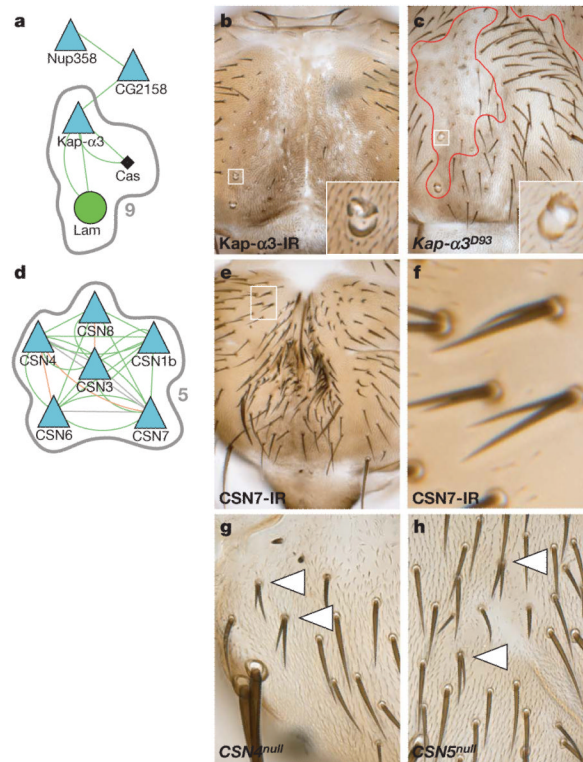 a
Nup358
CG2158
Kap-α3
Cas
Lam
9
b
Kap-α3-IR
c
Kap-α3D93
d
CSN8
CSN4
CSN1b
CSN3
CSN6
CSN7
5
e
CSN7-IR
f
CSN7-IR
g
CSN4null
h
CSN5null